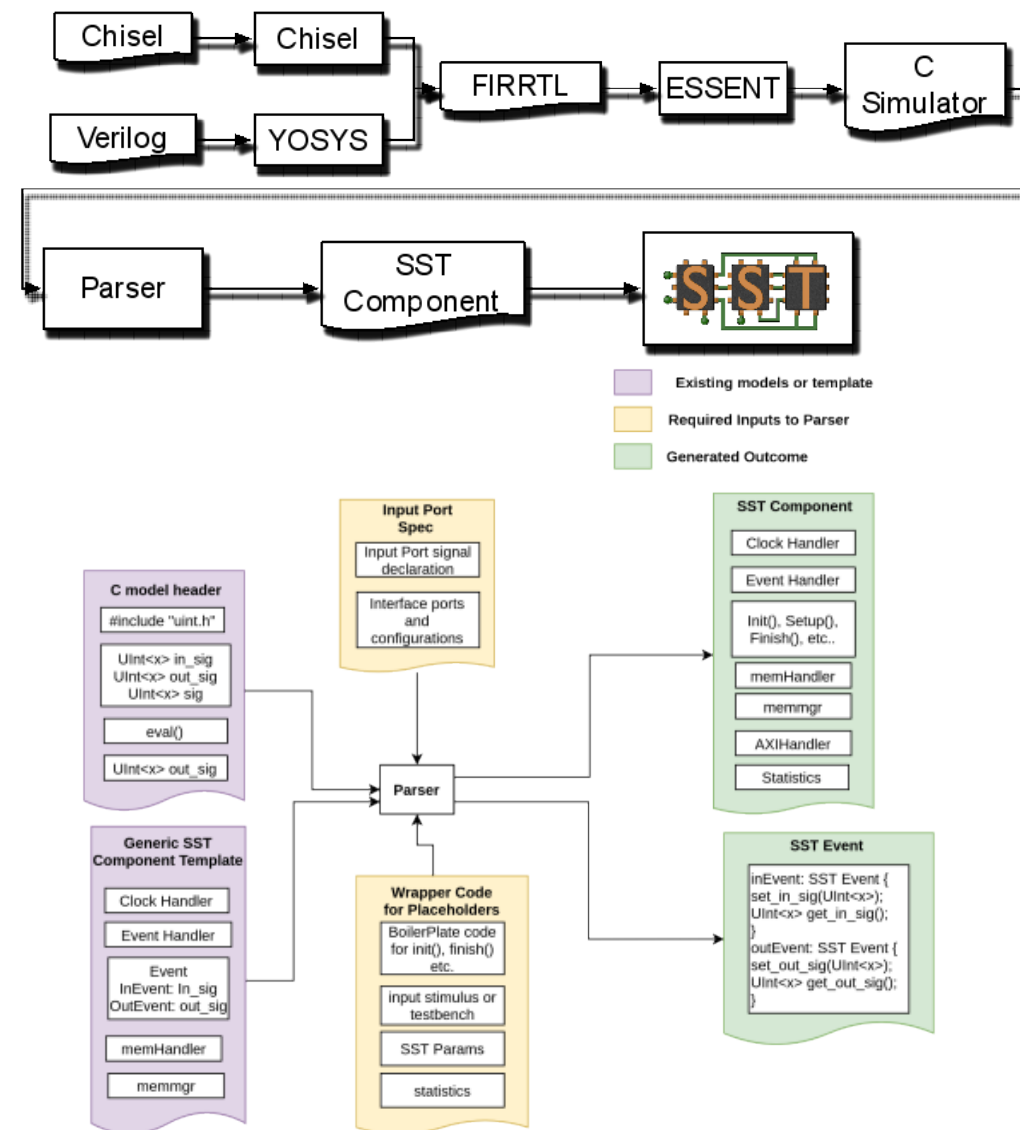 Chisel
Chisel
FIRRTL
ESSENT
C
Simulator
Verilog
YOSYS
Parser
SST
Component
SST
Existing models or template
Required Inputs to Parser
Generated Outcome
C model header
#include "uint.h"
UInt<x> in_sig
UInt<x> out_sig
UInt<x> sig
eval()
UInt<x> out_sig
Generic SST
Component Template
Clock Handler
Event Handler
Event
InEvent: In_sig
OutEvent: out_sig
memHandler
memmgr
Input Port
Spec
Input Port signal
declaration
Interface ports
and
configurations
Parser
Wrapper Code
for Placeholders
BoilerPlate code
for init(), finish()
etc.
input stimulus or
testbench
SST Params
statistics
SST Component
Clock Handler
Event Handler
Init(), Setup(),
Finish(), etc..
memHandler
memmgr
AXIHandler
Statistics
SST Event
inEvent: SST Event {
set_in_sig(UInt<x>);
UInt<x> get_in_sig();
}
outEvent: SST Event {
set_out_sig(UInt<x>);
UInt<x> get_out_sig();
}